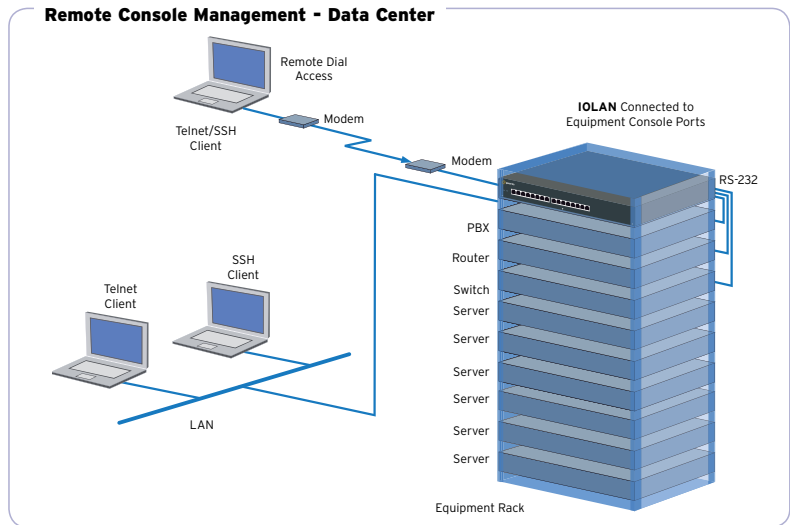 Remote Console Management - Data Center
Remote Dial
Access
Modem
Telnet/SSH
Client
IOLAN Connected to
Equipment Console Ports
Modem
RS-232
PBX
Router
Switch
Server
Server
Server
Server
Server
Server
SSH
Client
Telnet
Client
LAN
Equipment Rack